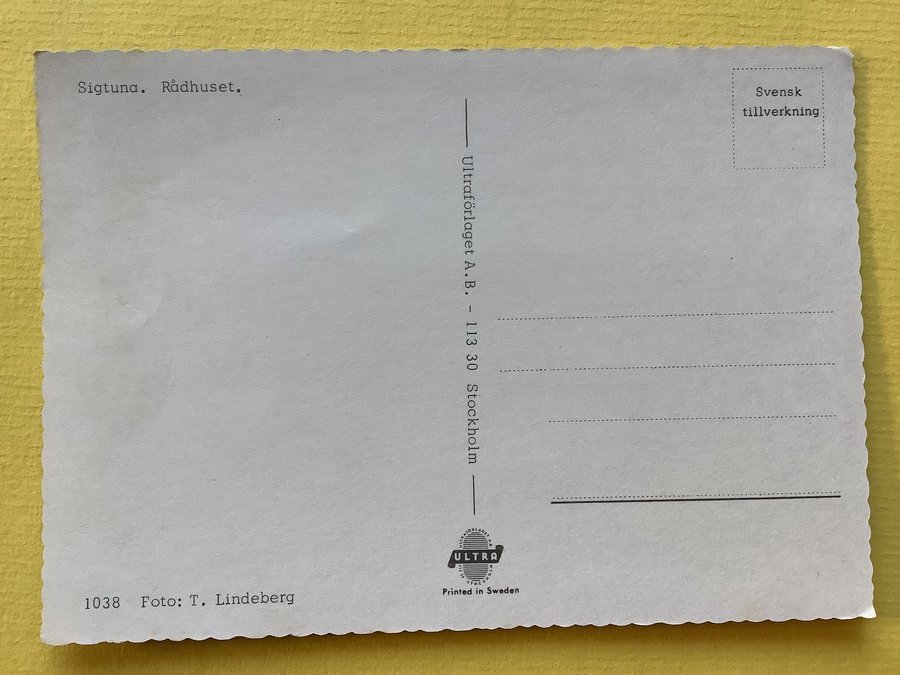 Sigtuna. Rådhuset.
Svensk
tillverkning
Ultraförlaget A.B. - 113 30 Stockholm
ULTRA
Printed in Sweden
1038 Foto: T. Lindeberg